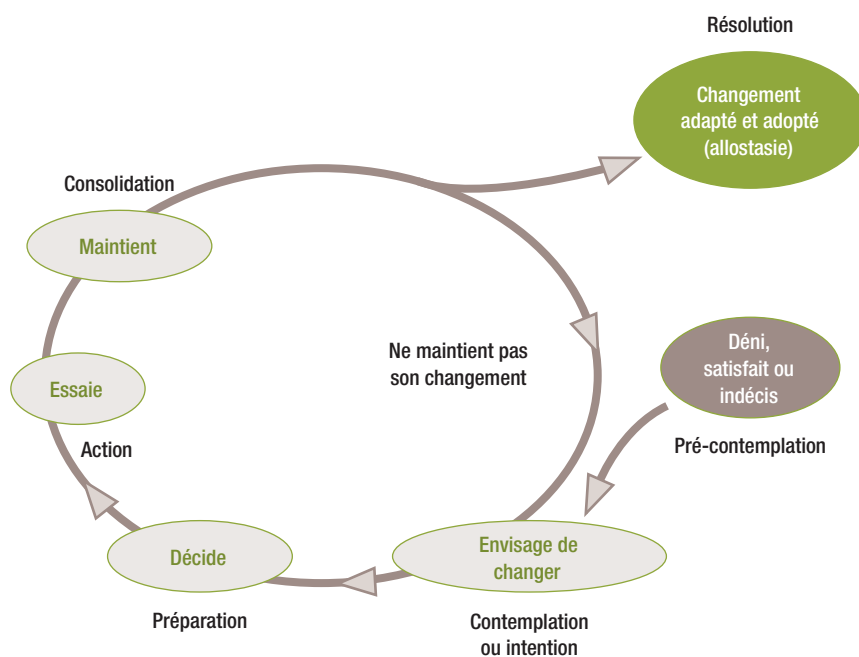 Résolution
Changement
adapté et adopté
(allostasie)
Consolidation
Maintient
Ne maintient pas
son changement
Déni,
satisfait ou
indécis
Pré-contemplation
Essaie
Action
Décide
Préparation
Envisage de
changer
Contemplation
ou intention